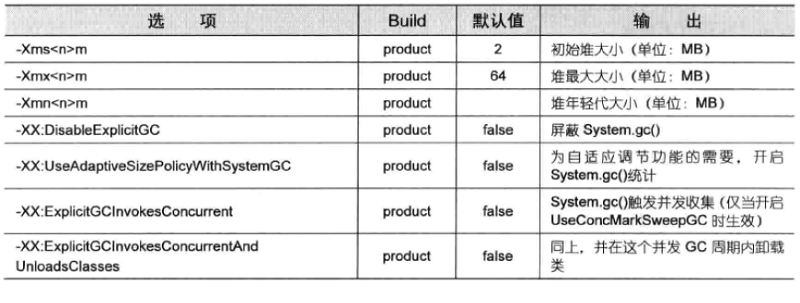 选 项 Build 默认值 输 出
-Xms<n>m product 2 初始堆大小（单位：MB）
-Xmx<n>m product 64 堆最大大小（单位：MB）
-Xmn<n>m product 堆年轻代大小（单位：MB）
-XX:DisableExplicitGC product false 屏蔽 System.gc()
-XX:UseAdaptiveSizePolicyWithSystemGC product false 为自适应调节功能的需要，开启
System.gc()统计
-XX:ExplicitGCInvokesConcurrent product false System.gc()触发并发收集（仅当开启
UseConcMarkSweepGC 时生效）
-XX:ExplicitGCInvokesConcurrentAnd
UnloadsClasses product false 同上，并在这个并发 GC 周期内卸载
类